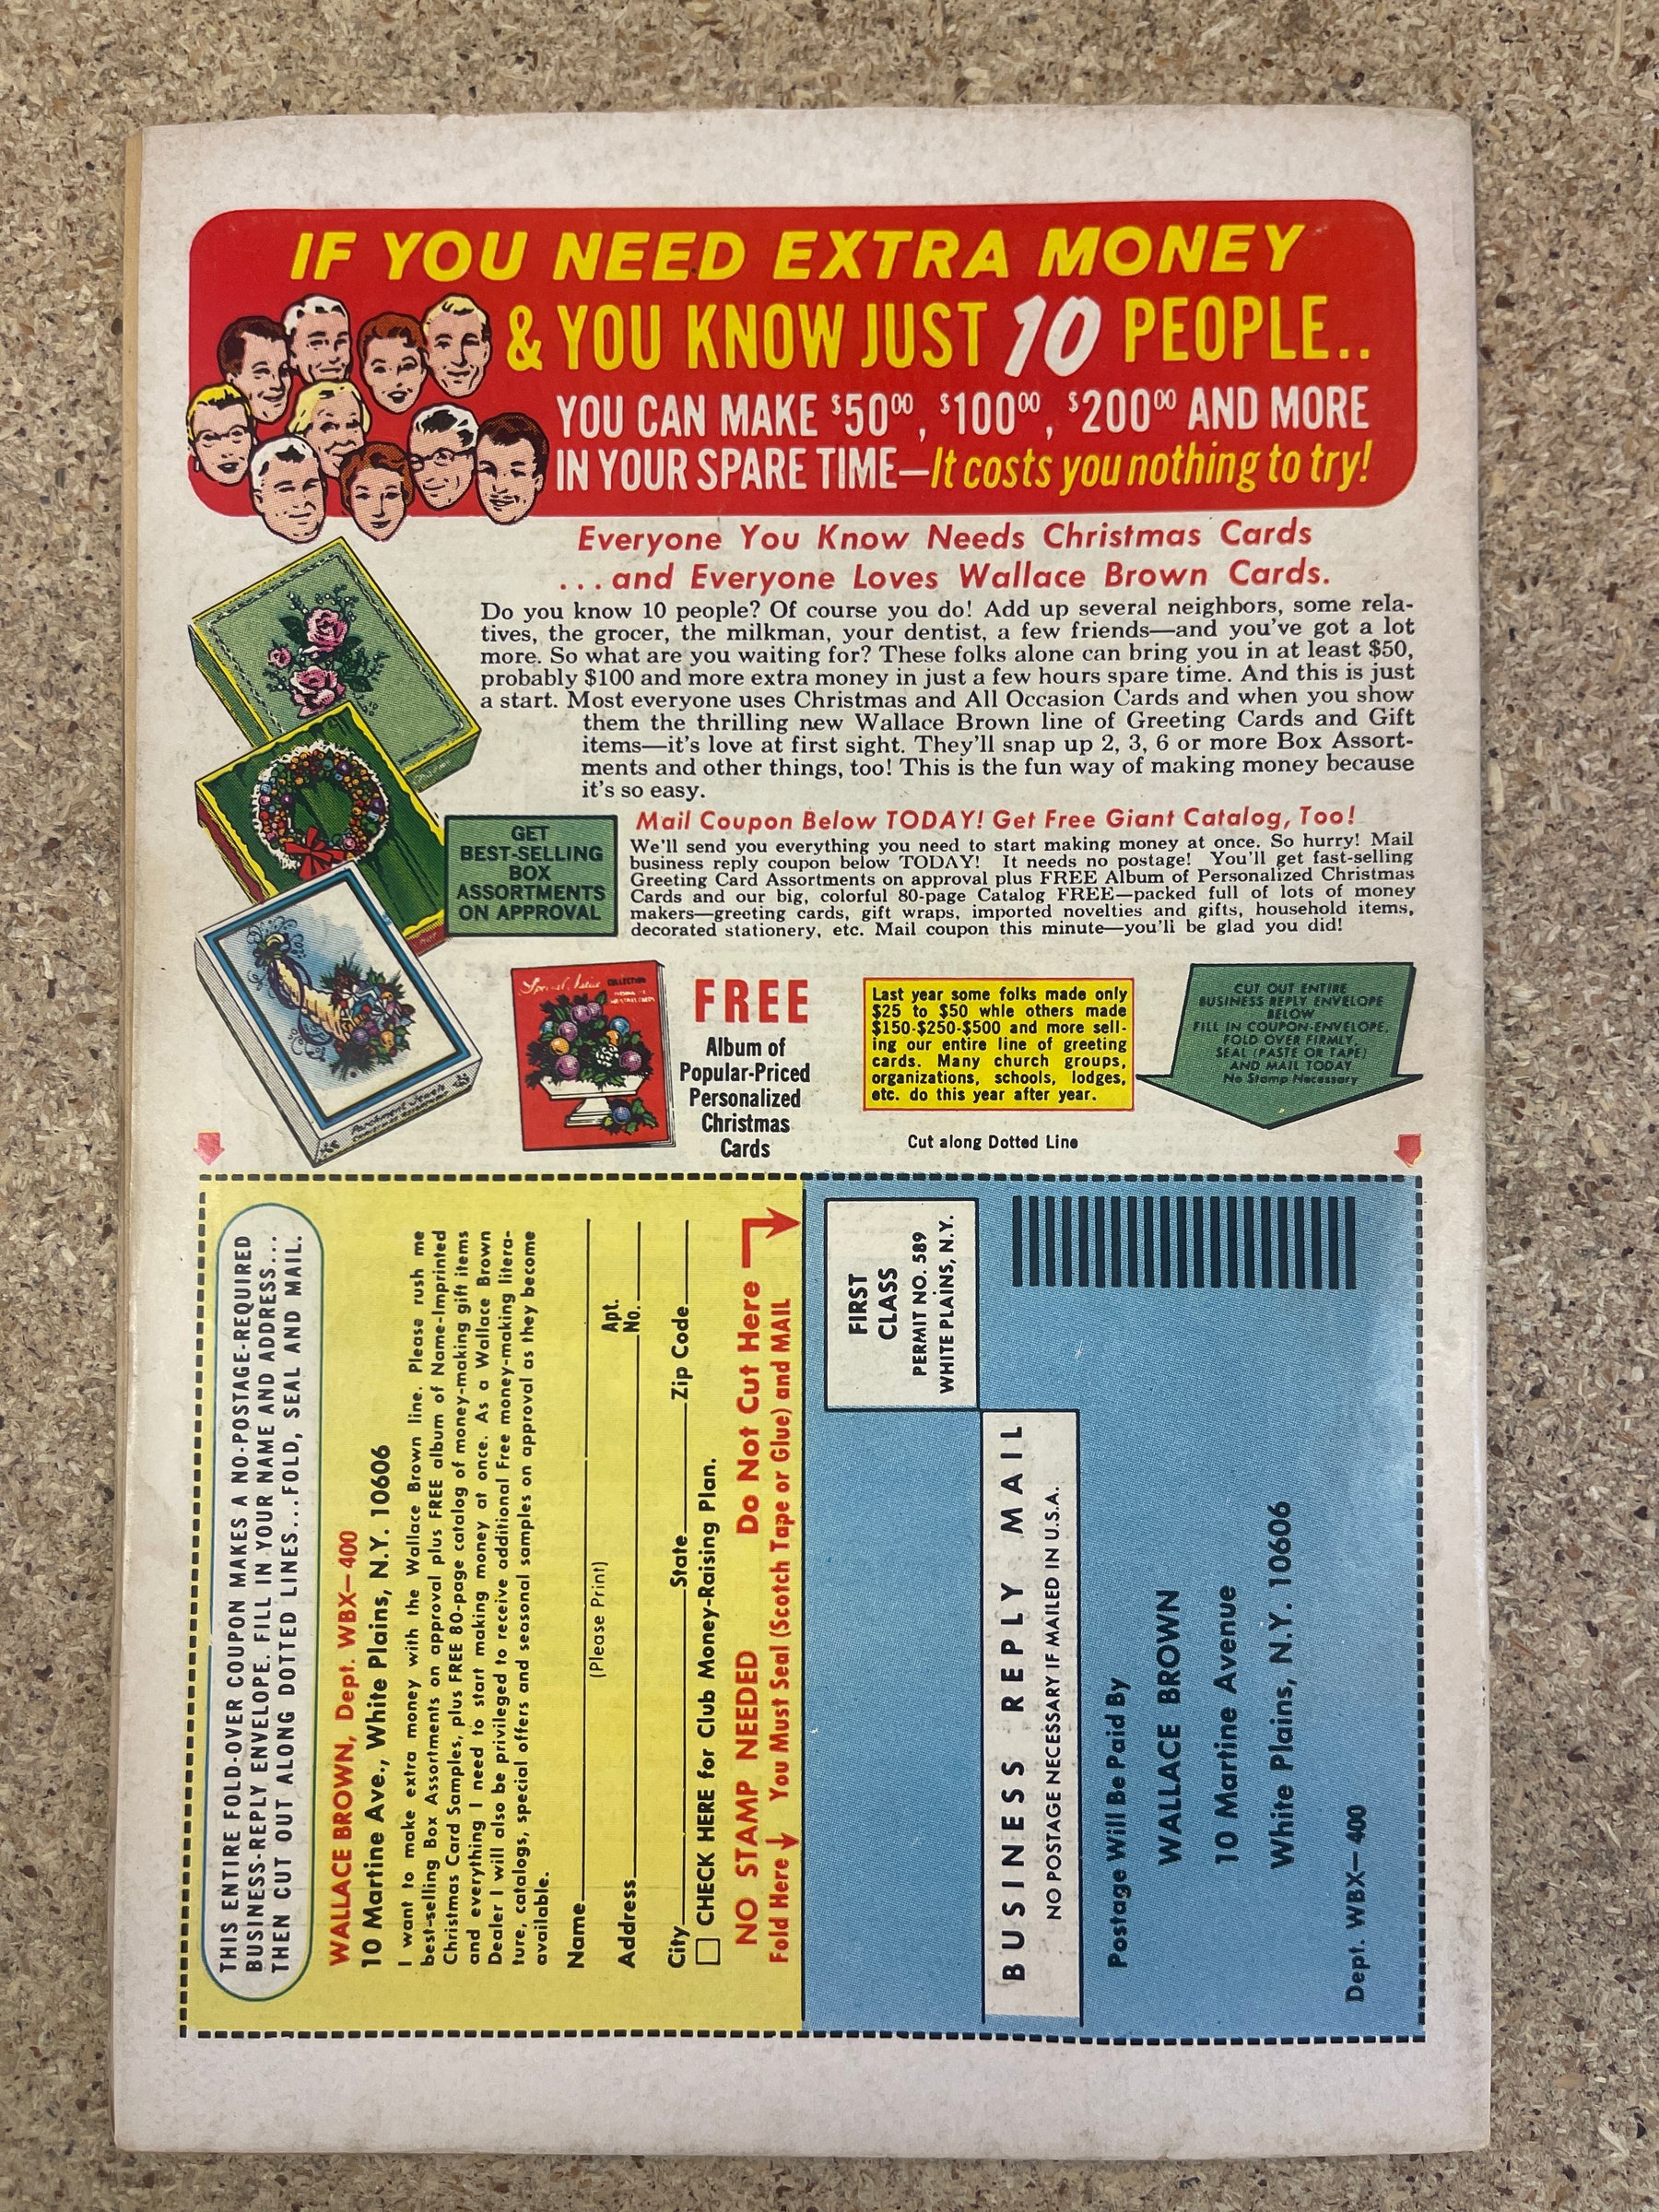 IF YOU NEED EXTRA MONEY
& YOU KNOW JUST 10 PEOPLE..
YOU CAN MAKE $50⁰⁰, $100⁰⁰, $200⁰⁰ AND MORE
IN YOUR SPARE TIME—It costs you nothing to try!
Everyone You Know Needs Christmas Cards
...and Everyone Loves Wallace Brown Cards.
Do you know 10 people? Of course you do! Add up several neighbors, some rela-
tives, the grocer, the milkman, your dentist, a few friends—and you've got a lot
more. So what are you waiting for? These folks alone can bring you in at least $50,
probably $100 and more extra money in just a few hours spare time. And this is just
a start. Most everyone uses Christmas and All Occasion Cards and when you show
them the thrilling new Wallace Brown line of Greeting Cards and Gift
items—it's love at first sight. They'll snap up 2, 3, 6 or more Box Assort-
ments and other things, too! This is the fun way of making money because
it's so easy.
GET
BEST-SELLING
BOX
ASSORTMENTS
ON APPROVAL
Mail Coupon Below TODAY! Get Free Giant Catalog, Too!
We'll send you everything you need to start making money at once. So hurry! Mail
business reply coupon below TODAY! It needs no postage! You'll get fast-selling
Greeting Card Assortments on approval plus FREE Album of Personalized Christmas
Cards and our big, colorful 80-page Catalog FREE—packed full of lots of money
makers—greeting cards, gift wraps, imported novelties and gifts, household items,
decorated stationery, etc. Mail coupon this minute—you'll be glad you did!
Parchment Jewels
CHRISTMAS ASSORTMENT
Special Issue COLLECTION
FREE
Album of
Popular-Priced
Personalized
Christmas
Cards
Last year some folks made only
$25 to $50 whle others made
$150-$250-$500 and more sell-
ing our entire line of greeting
cards. Many church groups,
organizations, schools, lodges,
etc. do this year after year.
CUT OUT ENTIRE
BUSINESS REPLY ENVELOPE
BELOW
FILL IN COUPON-ENVELOPE,
FOLD OVER FIRMLY,
SEAL (PASTE OR TAPE)
AND MAIL TODAY
No Stamp Necessary
Cut along Dotted Line
THIS ENTIRE FOLD-OVER COUPON MAKES A NO-POSTAGE-REQUIRED
BUSINESS-REPLY ENVELOPE. FILL IN YOUR NAME AND ADDRESS...
THEN CUT OUT ALONG DOTTED LINES...FOLD, SEAL AND MAIL.
WALLACE BROWN, Dept. WBX—400
10 Martine Ave., White Plains, N.Y. 10606
I want to make extra money with the Wallace Brown line. Please rush me
best-selling Box Assortments on approval plus FREE album of Name-Imprinted
Christmas Card Samples, plus FREE 80-page catalog of money-making gift items
and everything I need to start making money at once. As a Wallace Brown
Dealer I will also be privileged to receive additional Free money-making litera-
ture, catalogs, special offers and seasonal samples on approval as they become
available.
Name
(Please Print)
Address Apt. No.
City State Zip Code
CHECK HERE for Club Money-Raising Plan.
NO STAMP NEEDED Do Not Cut Here
Fold Here You Must Seal (Scotch Tape or Glue) and MAIL
FIRST
CLASS
PERMIT NO. 589
WHITE PLAINS, N.Y.
BUSINESS REPLY MAIL
NO POSTAGE NECESSARY IF MAILED IN U.S.A.
Postage Will Be Paid By
WALLACE BROWN
10 Martine Avenue
White Plains, N.Y. 10606
Dept. WBX—400